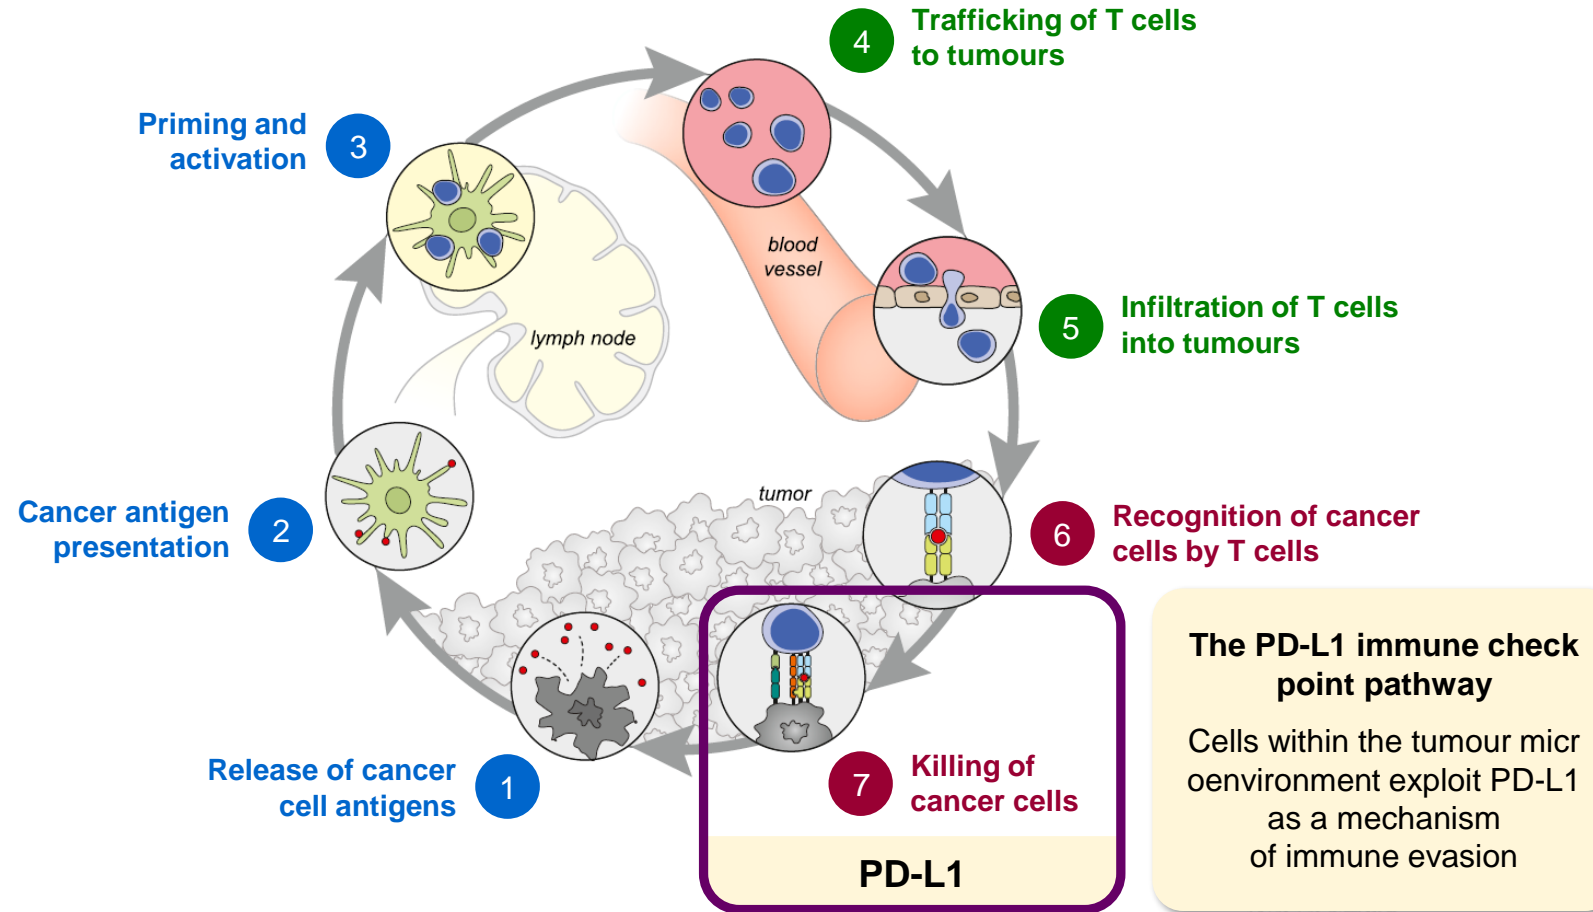 4
Trafficking of T cells
to tumours
Priming and
activation
3
blood
vessel
lymph node
5
Infiltration of T cells
into tumours
tumor
Cancer antigen
presentation
2
6
Recognition of cancer
cells by T cells
Release of cancer
cell antigens
1
7
Killing of
cancer cells
PD-L1
The PD-L1 immune check
point pathway
Cells within the tumour micr
oenvironment exploit PD-L1
as a mechanism
of immune evasion